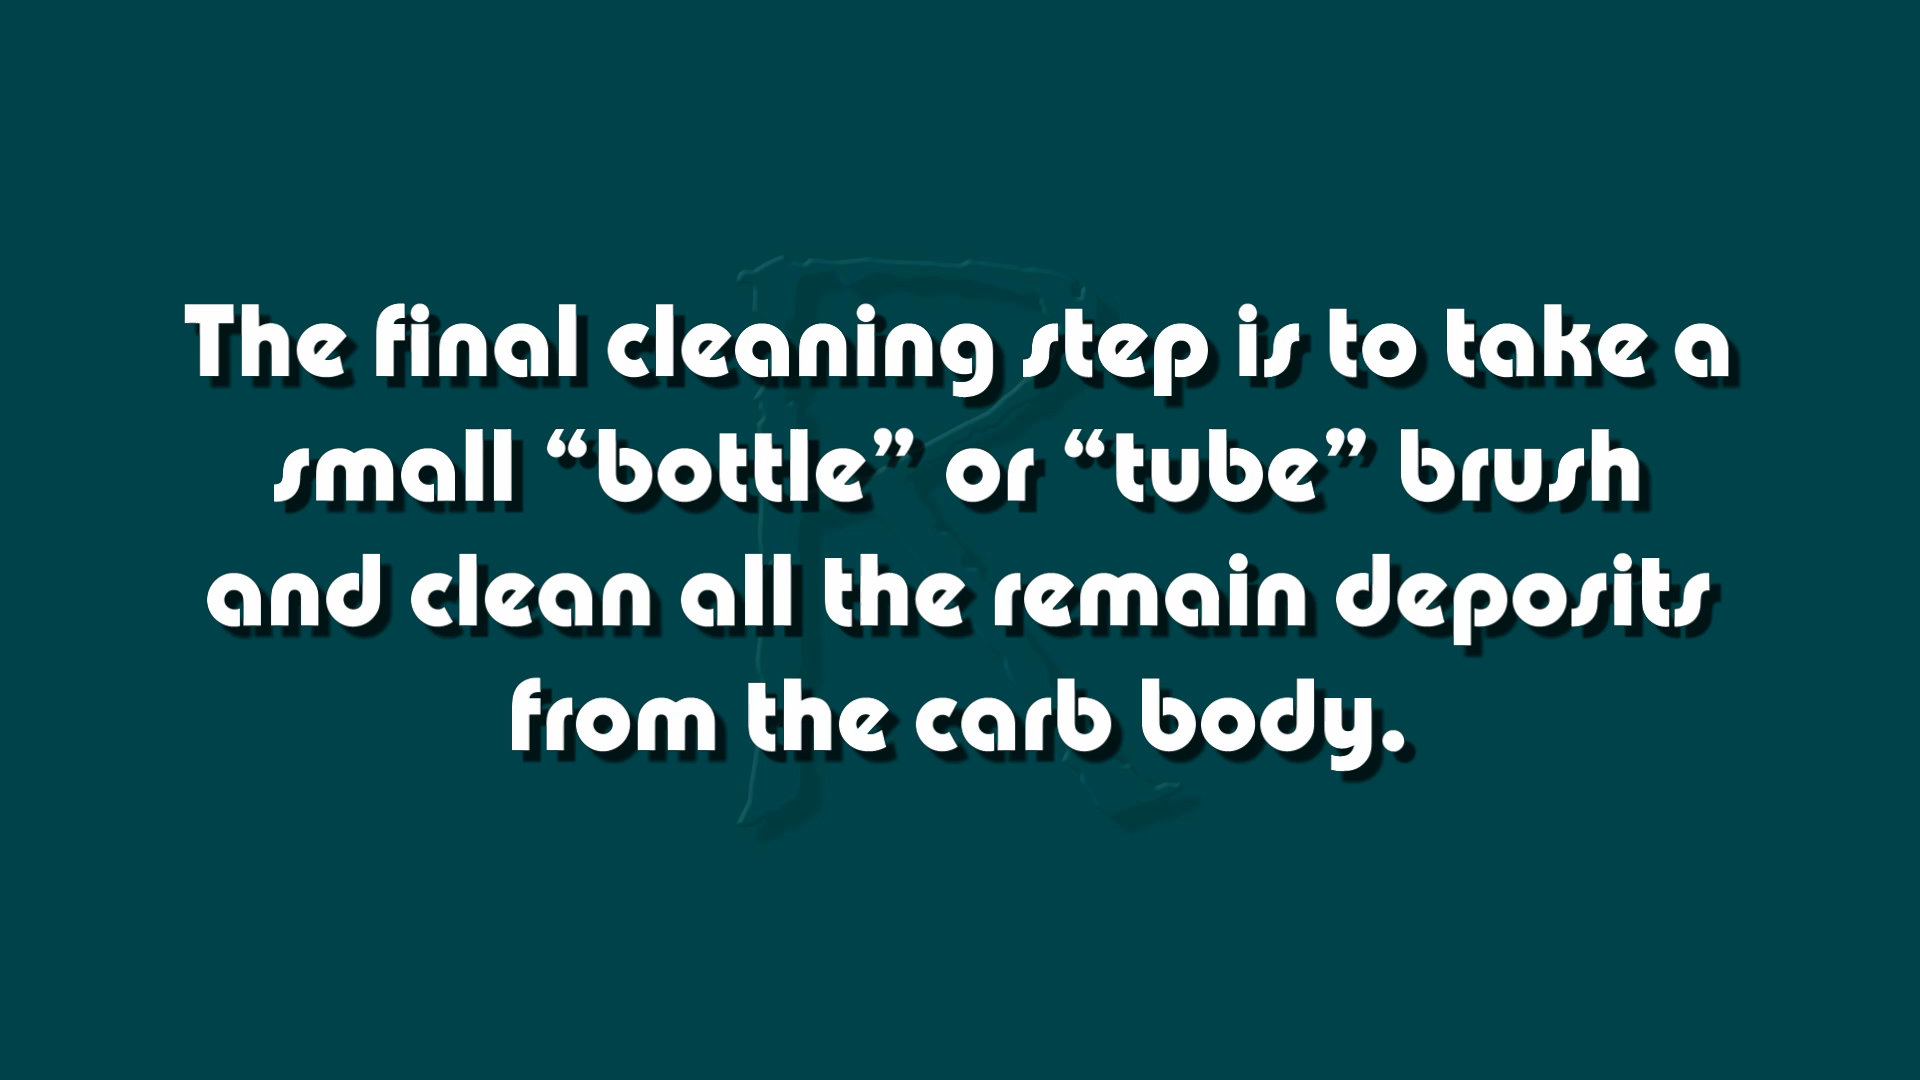 The final cleaning step is to take a
small “bottle” or “tube” brush
and clean all the remain deposits
from the carb body.
R